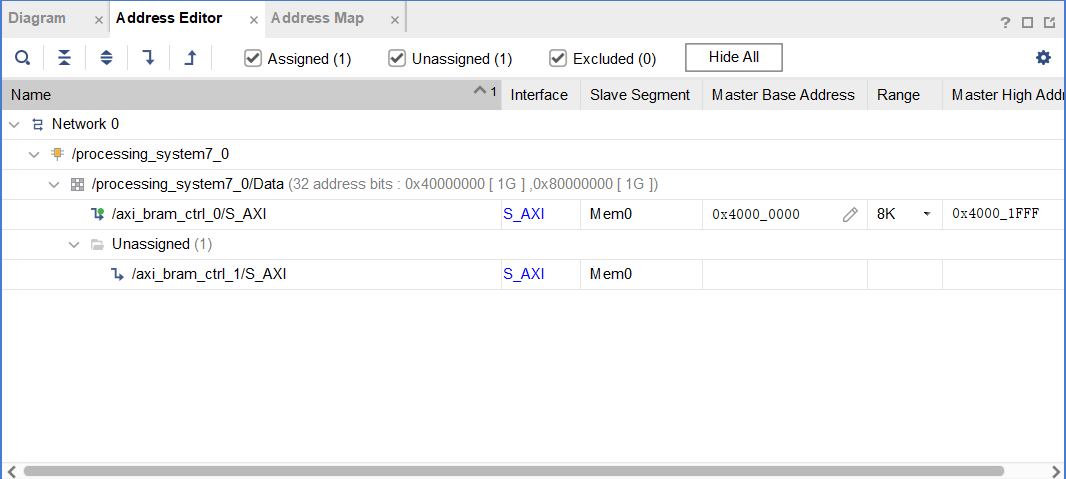 Diagram × Address Editor × Address Map × ?
Assigned (1) Unassigned (1) Excluded (0) Hide All
Name 1 Interface Slave Segment Master Base Address Range Master High Addr
Network 0
/processing_system7_0
/processing_system7_0/Data (32 address bits : 0x40000000 [ 1G ] ,0x80000000 [ 1G ])
/axi_bram_ctrl_0/S_AXI S_AXI Mem0 0x4000_0000 8K 0x4000_1FFF
Unassigned (1)
/axi_bram_ctrl_1/S_AXI S_AXI Mem0